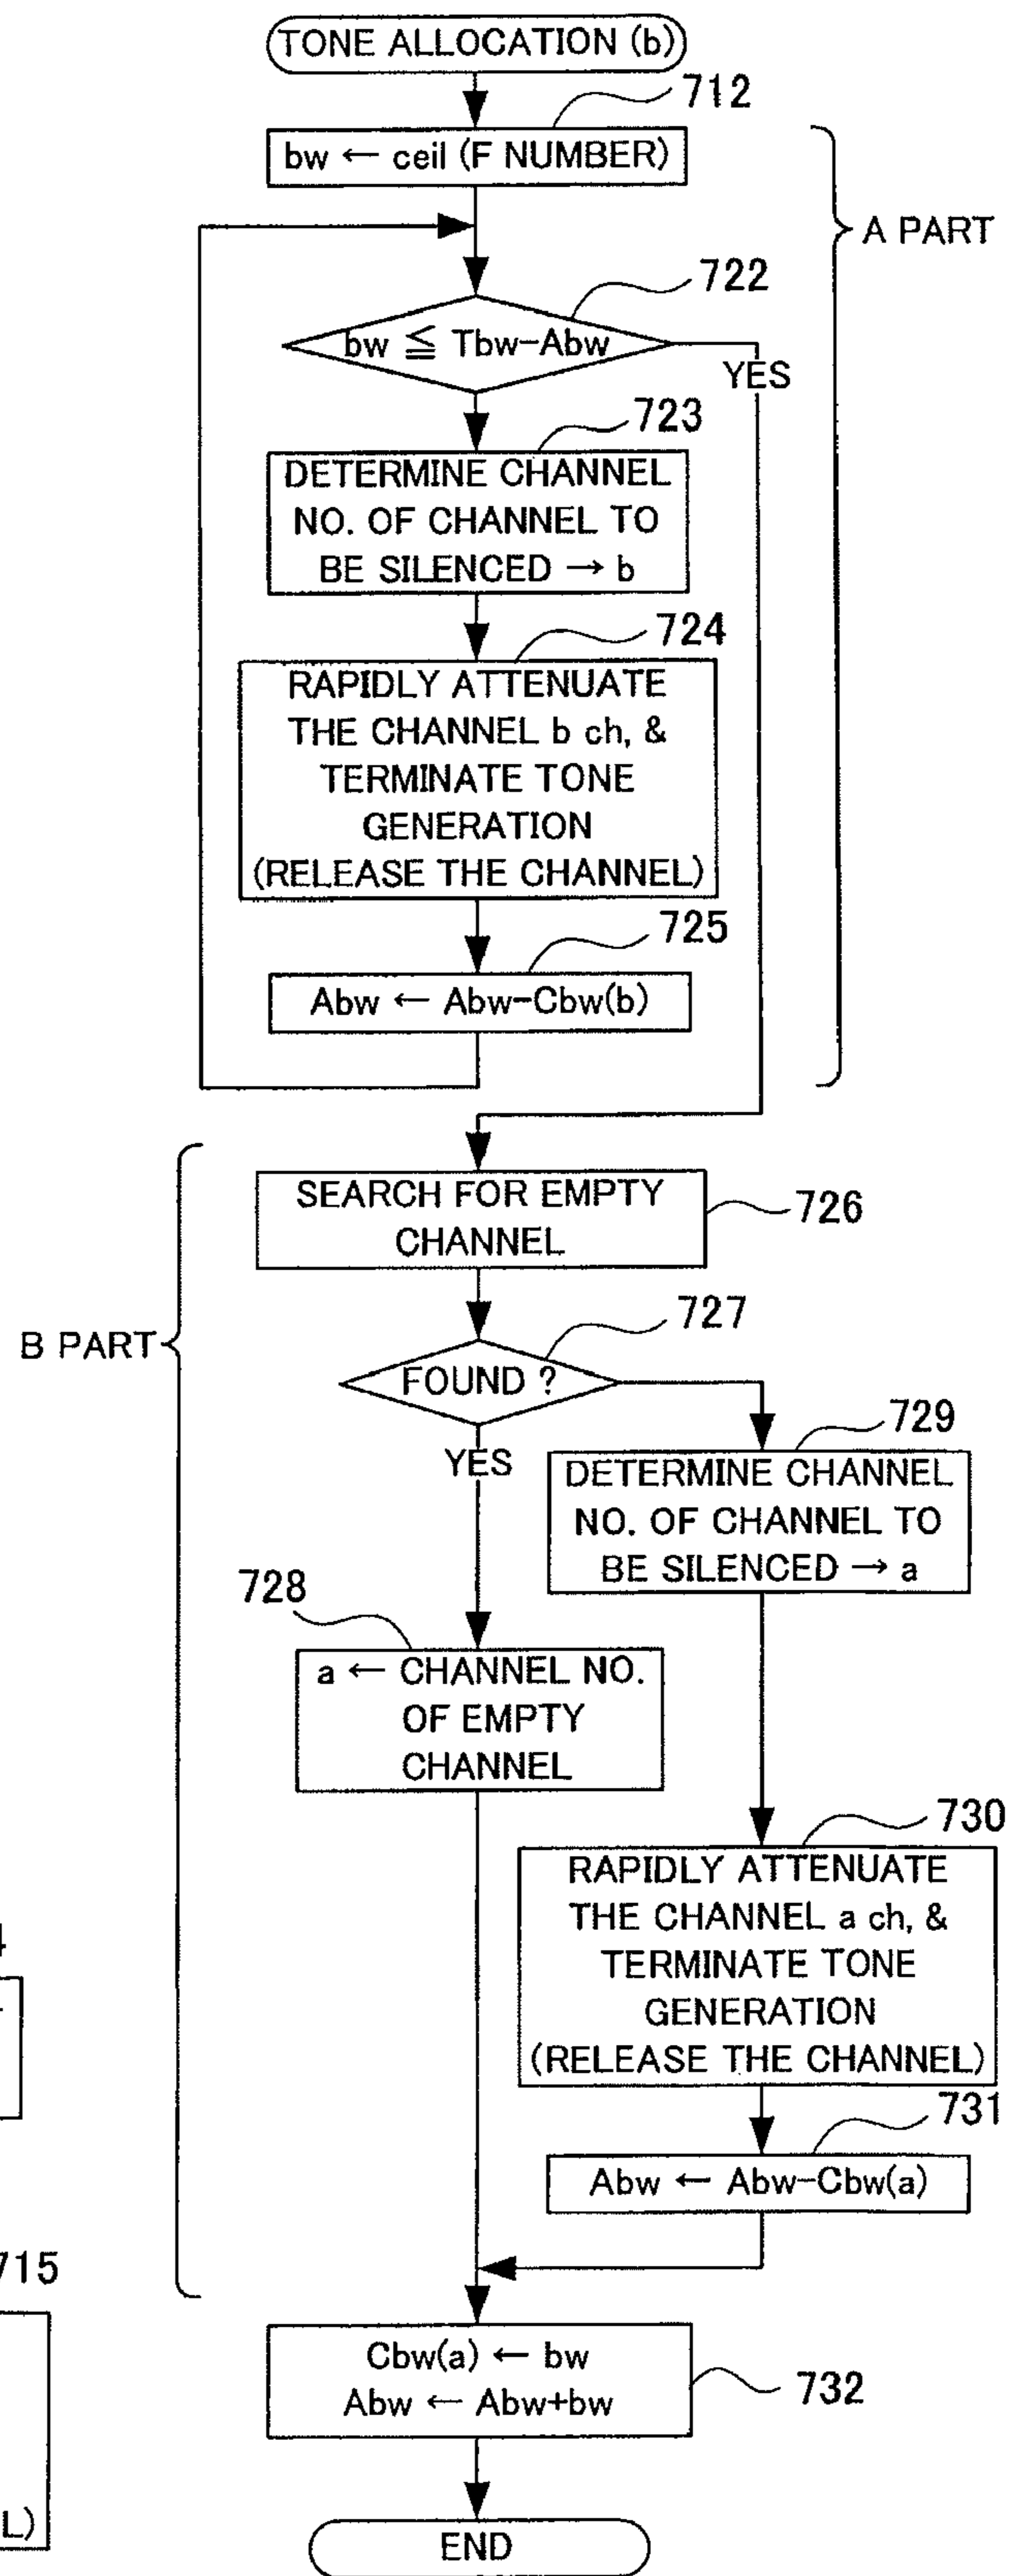 TONE ALLOCATION (b)
712
bw ← ceil (F NUMBER)
A PART
722
bw ≦ Tbw-Abw
YES
723
DETERMINE CHANNEL
NO. OF CHANNEL TO
BE SILENCED → b
724
RAPIDLY ATTENUATE
THE CHANNEL b ch, &
TERMINATE TONE
GENERATION
(RELEASE THE CHANNEL)
725
Abw ← Abw-Cbw(b)
SEARCH FOR EMPTY
CHANNEL
726
B PART
727
FOUND ?
YES
729
DETERMINE CHANNEL
NO. OF CHANNEL TO
BE SILENCED → a
728
a ← CHANNEL NO.
OF EMPTY
CHANNEL
730
RAPIDLY ATTENUATE
THE CHANNEL a ch, &
TERMINATE TONE
GENERATION
(RELEASE THE CHANNEL)
731
Abw ← Abw-Cbw(a)
715
L)
Cbw(a) ← bw
Abw ← Abw+bw
732
END